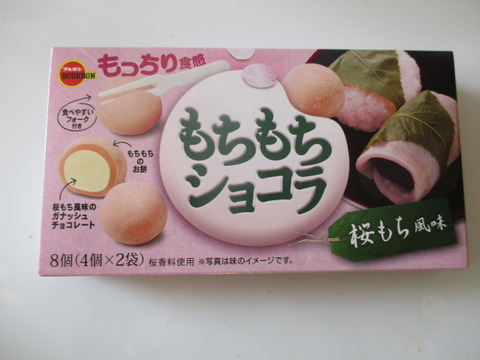 ブルボン
BOURBON
もっちり食感
食べやすい
フォーク
付き
もちもち
の
お餅
桜もち風味の
ガナッシュ
チョコレート
もちもち
ショコラ
桜もち風味
8個(4個×2袋) 桜香料使用 ※写真は味のイメージです。